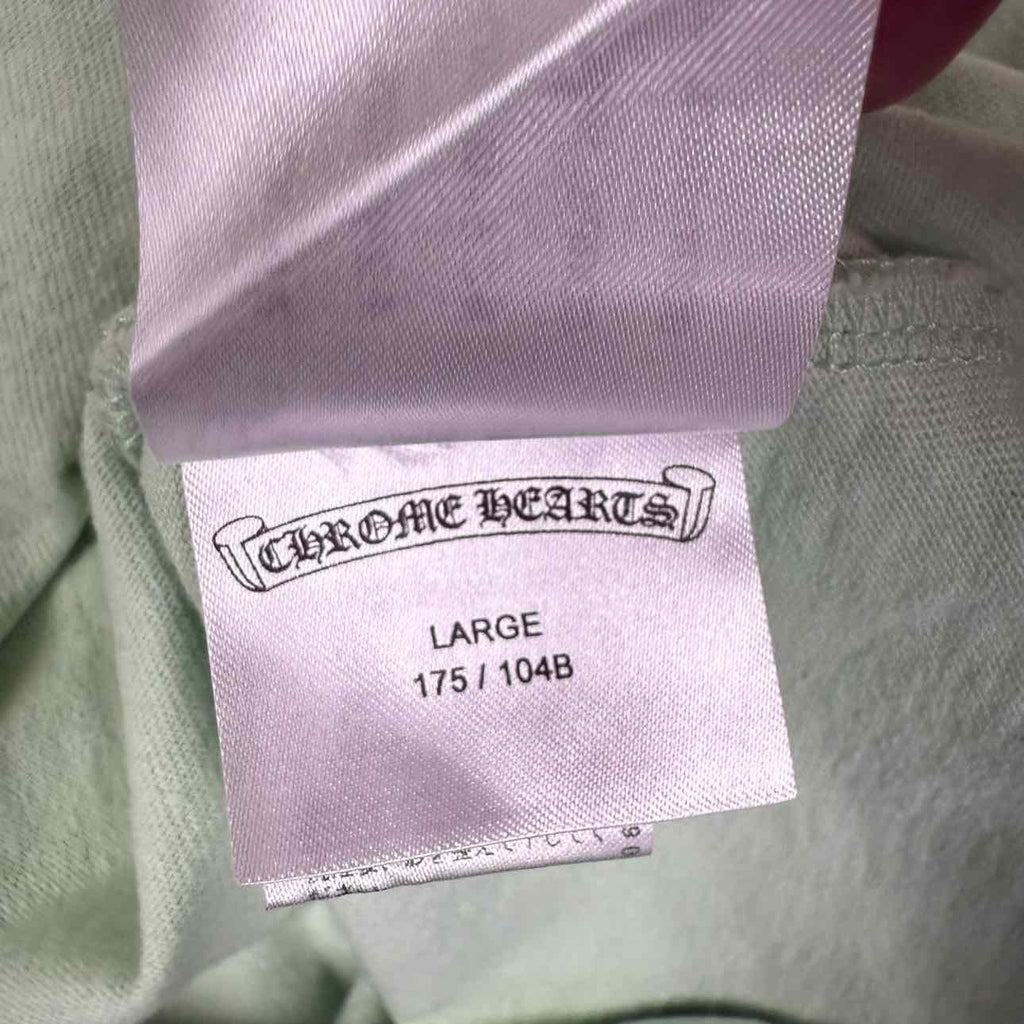 CHROME HEARTS
LARGE
175 / 104B